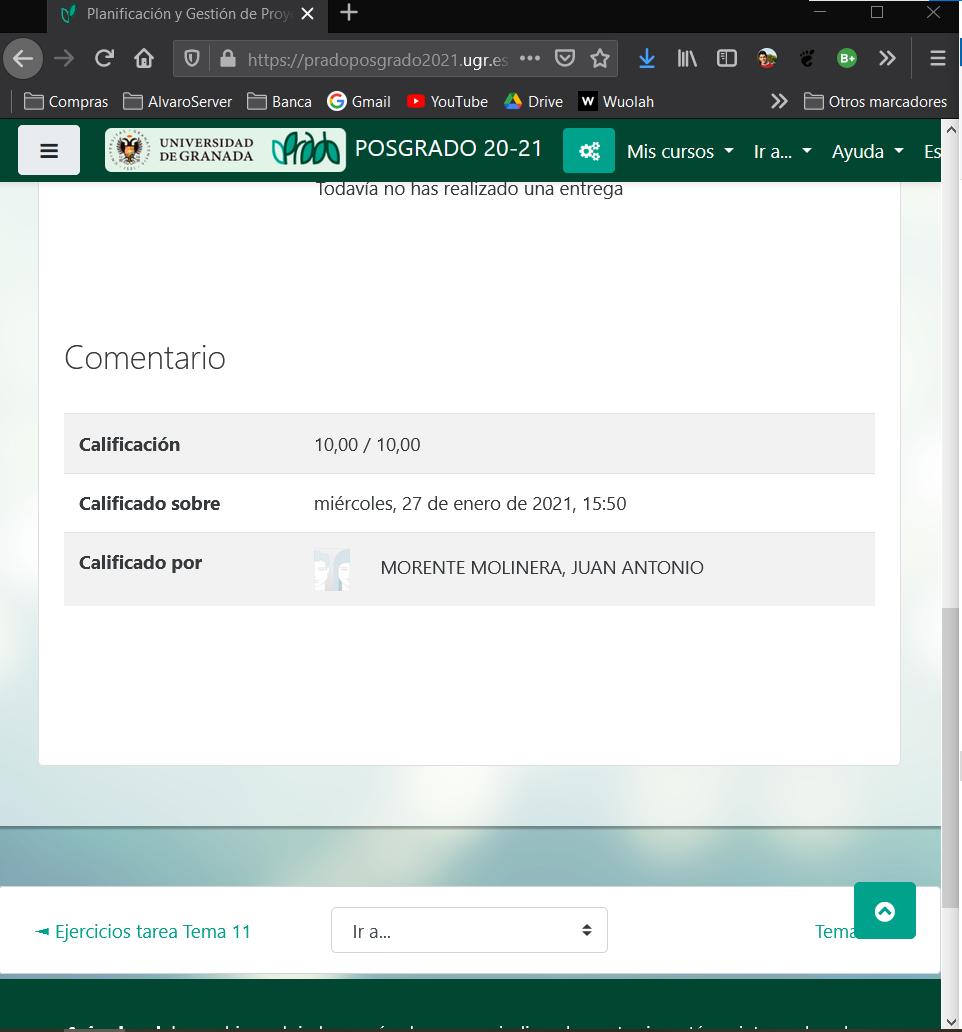 Planificación y Gestión de Proy
https://pradoposgrado2021.ugr.es
Compras AlvaroServer Banca Gmail YouTube Drive W Wuolah Otros marcadores
UNIVERSIDAD DE GRANADA Prado POSGRADO 20-21 Mis cursos Ir a... Ayuda Es
Todavía no has realizado una entrega
Comentario
Calificación 10,00 / 10,00
Calificado sobre miércoles, 27 de enero de 2021, 15:50
Calificado por MORENTE MOLINERA, JUAN ANTONIO
◄ Ejercicios tarea Tema 11 Ir a... Tema